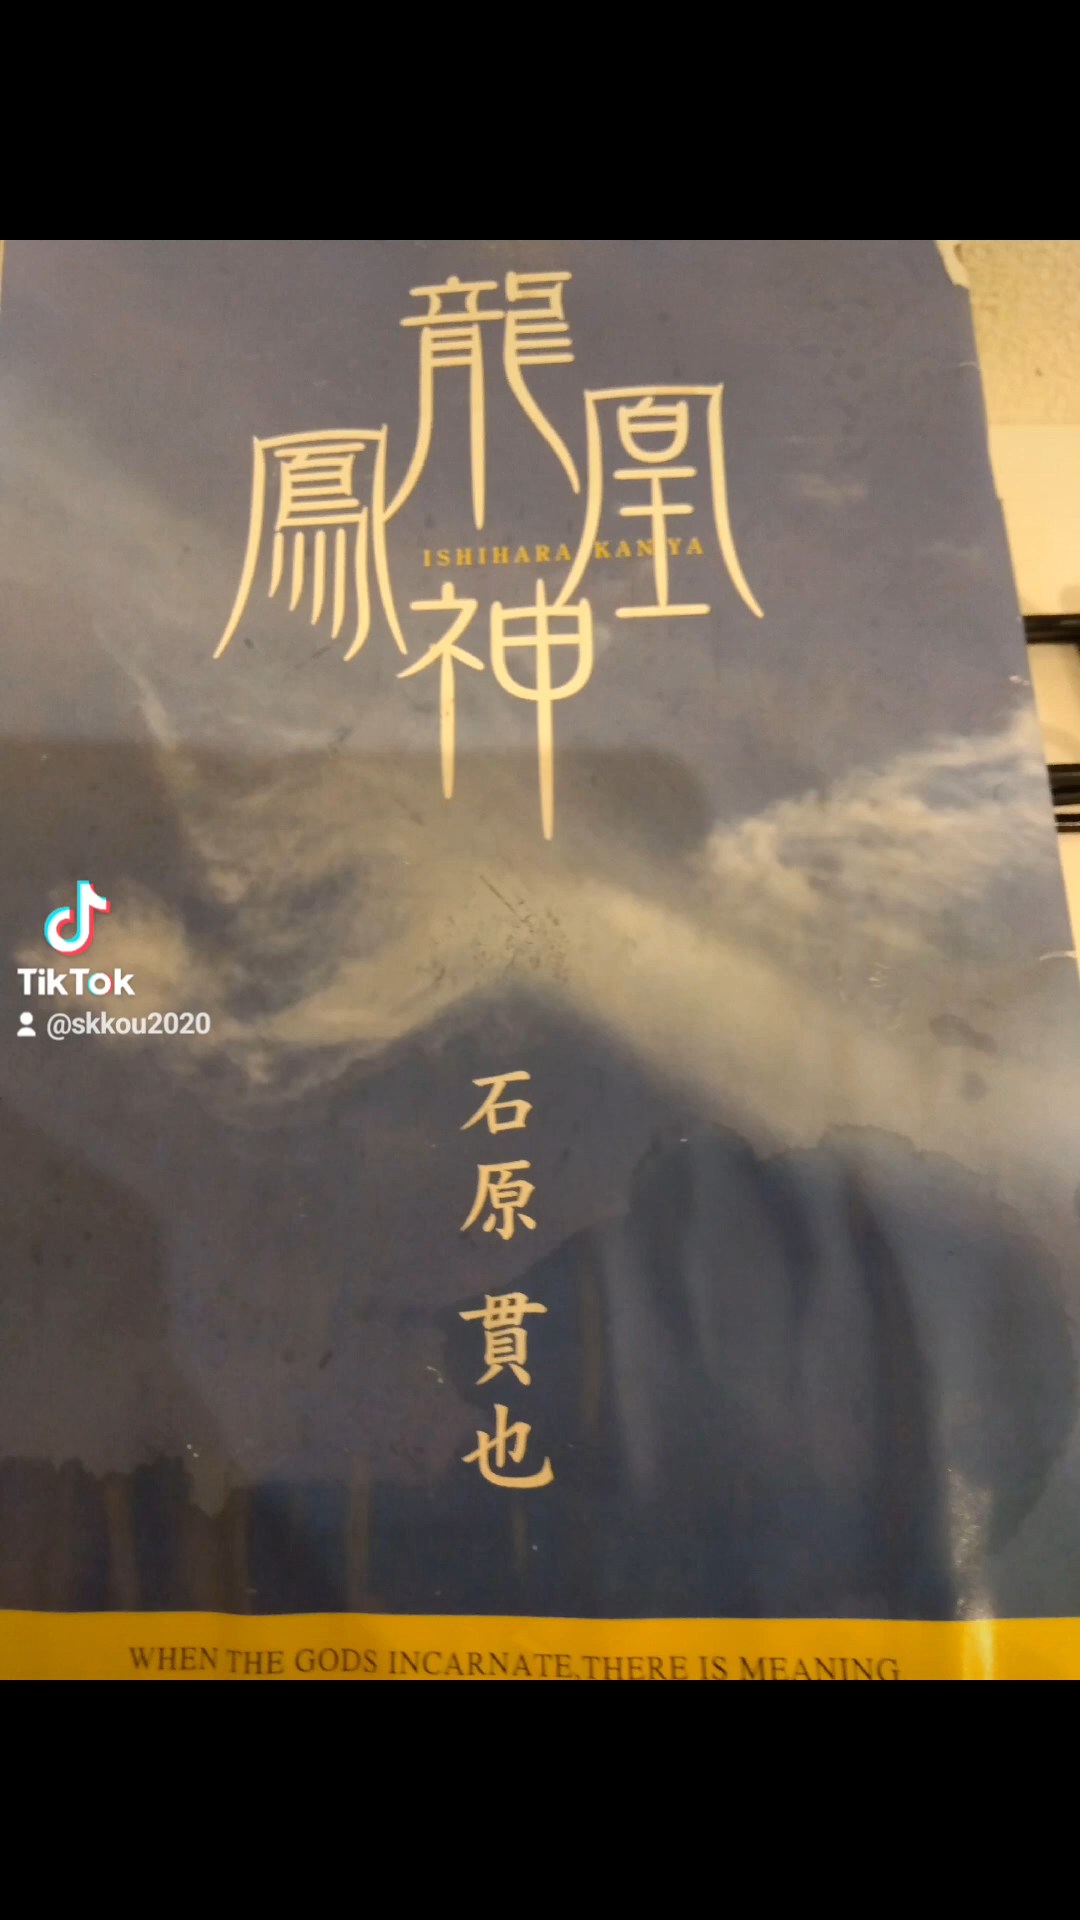 龍
鳳凰
ISHIHARA KANYA
神
TikTok
@skkou2020
石原 貫也
WHEN THE GODS INCARNATE,THERE IS MEANING